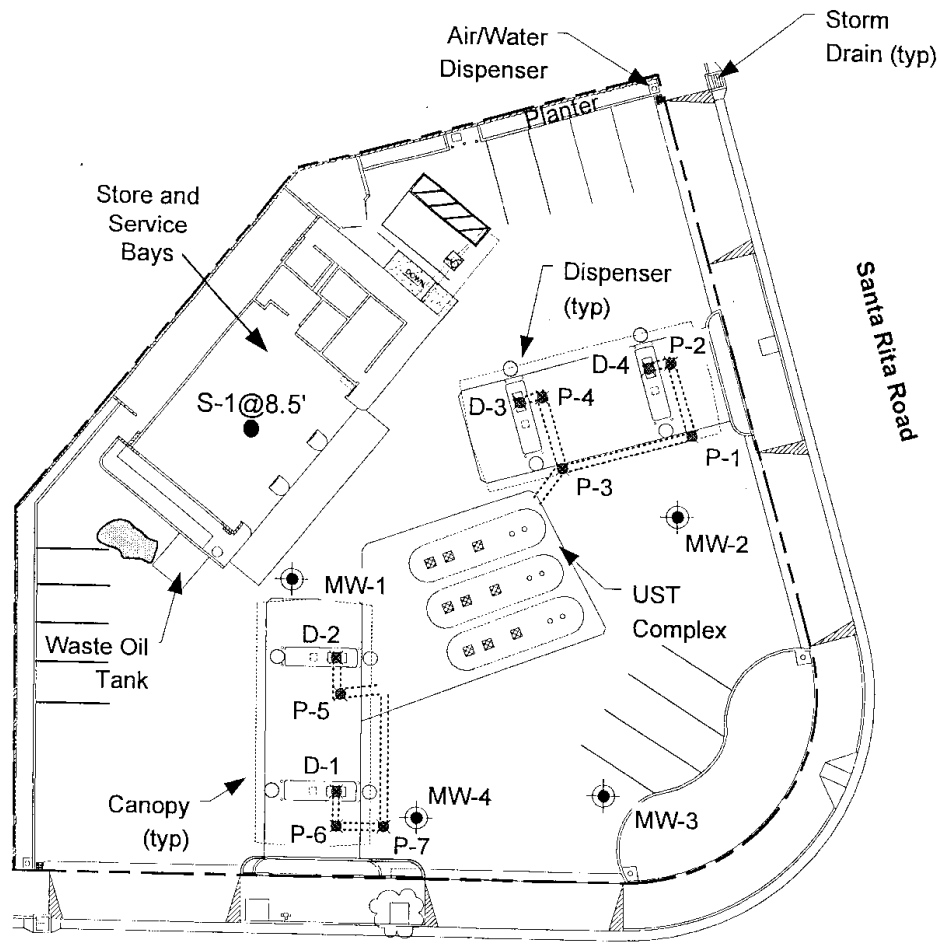 Storm
Drain (typ)
Air/Water
Dispenser
Planter
Store and
Service
Bays
DOWN
Dispenser
(typ)
Santa Rita Road
P-2
D-4
D-3
P-4
S-1@8.5'
P-1
P-3
MW-2
MW-1
UST
Complex
D-2
Waste Oil
Tank
P-5
D-1
Canopy
(typ)
MW-4
MW-3
P-6
P-7